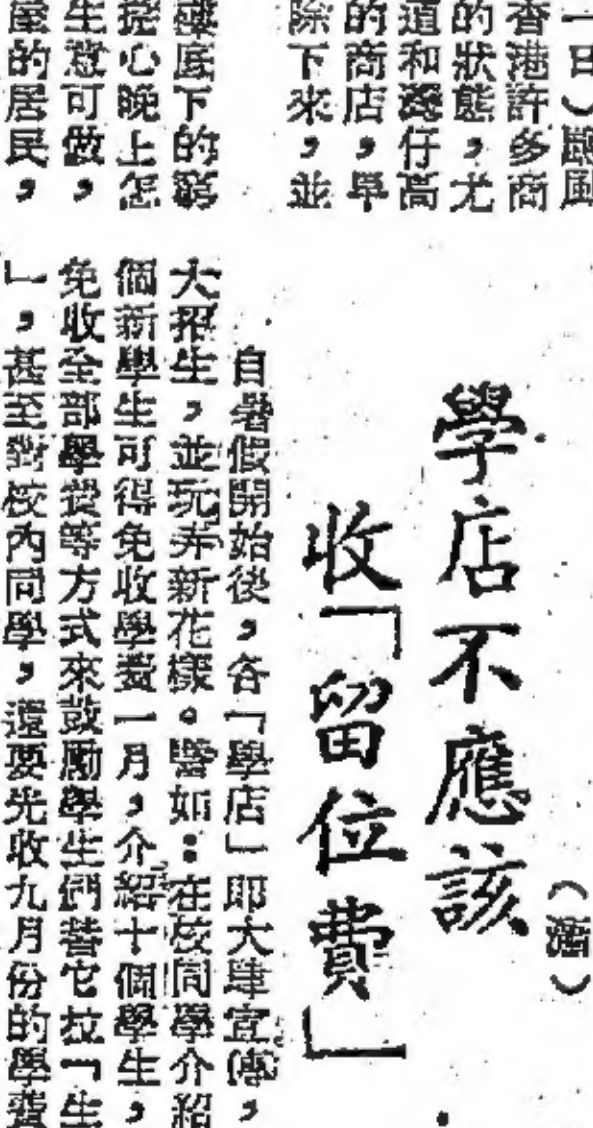 一日）颶風
香港許多商
的狀態，尤
道和灣仔高
的商店，舉
除下來，並
樓底下的窮
提心晚上怎
生意可做，
屋的居民，
學店不應該
收「留位費」
自暑假開始後，各「學店」即大肆宣傳，
大招生，並玩弄新花樣。譬如：在校同學介紹
個新學生可得免收學費一月，介紹十個學生，
免收全部學費等方式來鼓勵學生們替它拉「生
」，甚至對校內同學，還要先收九月份的學費